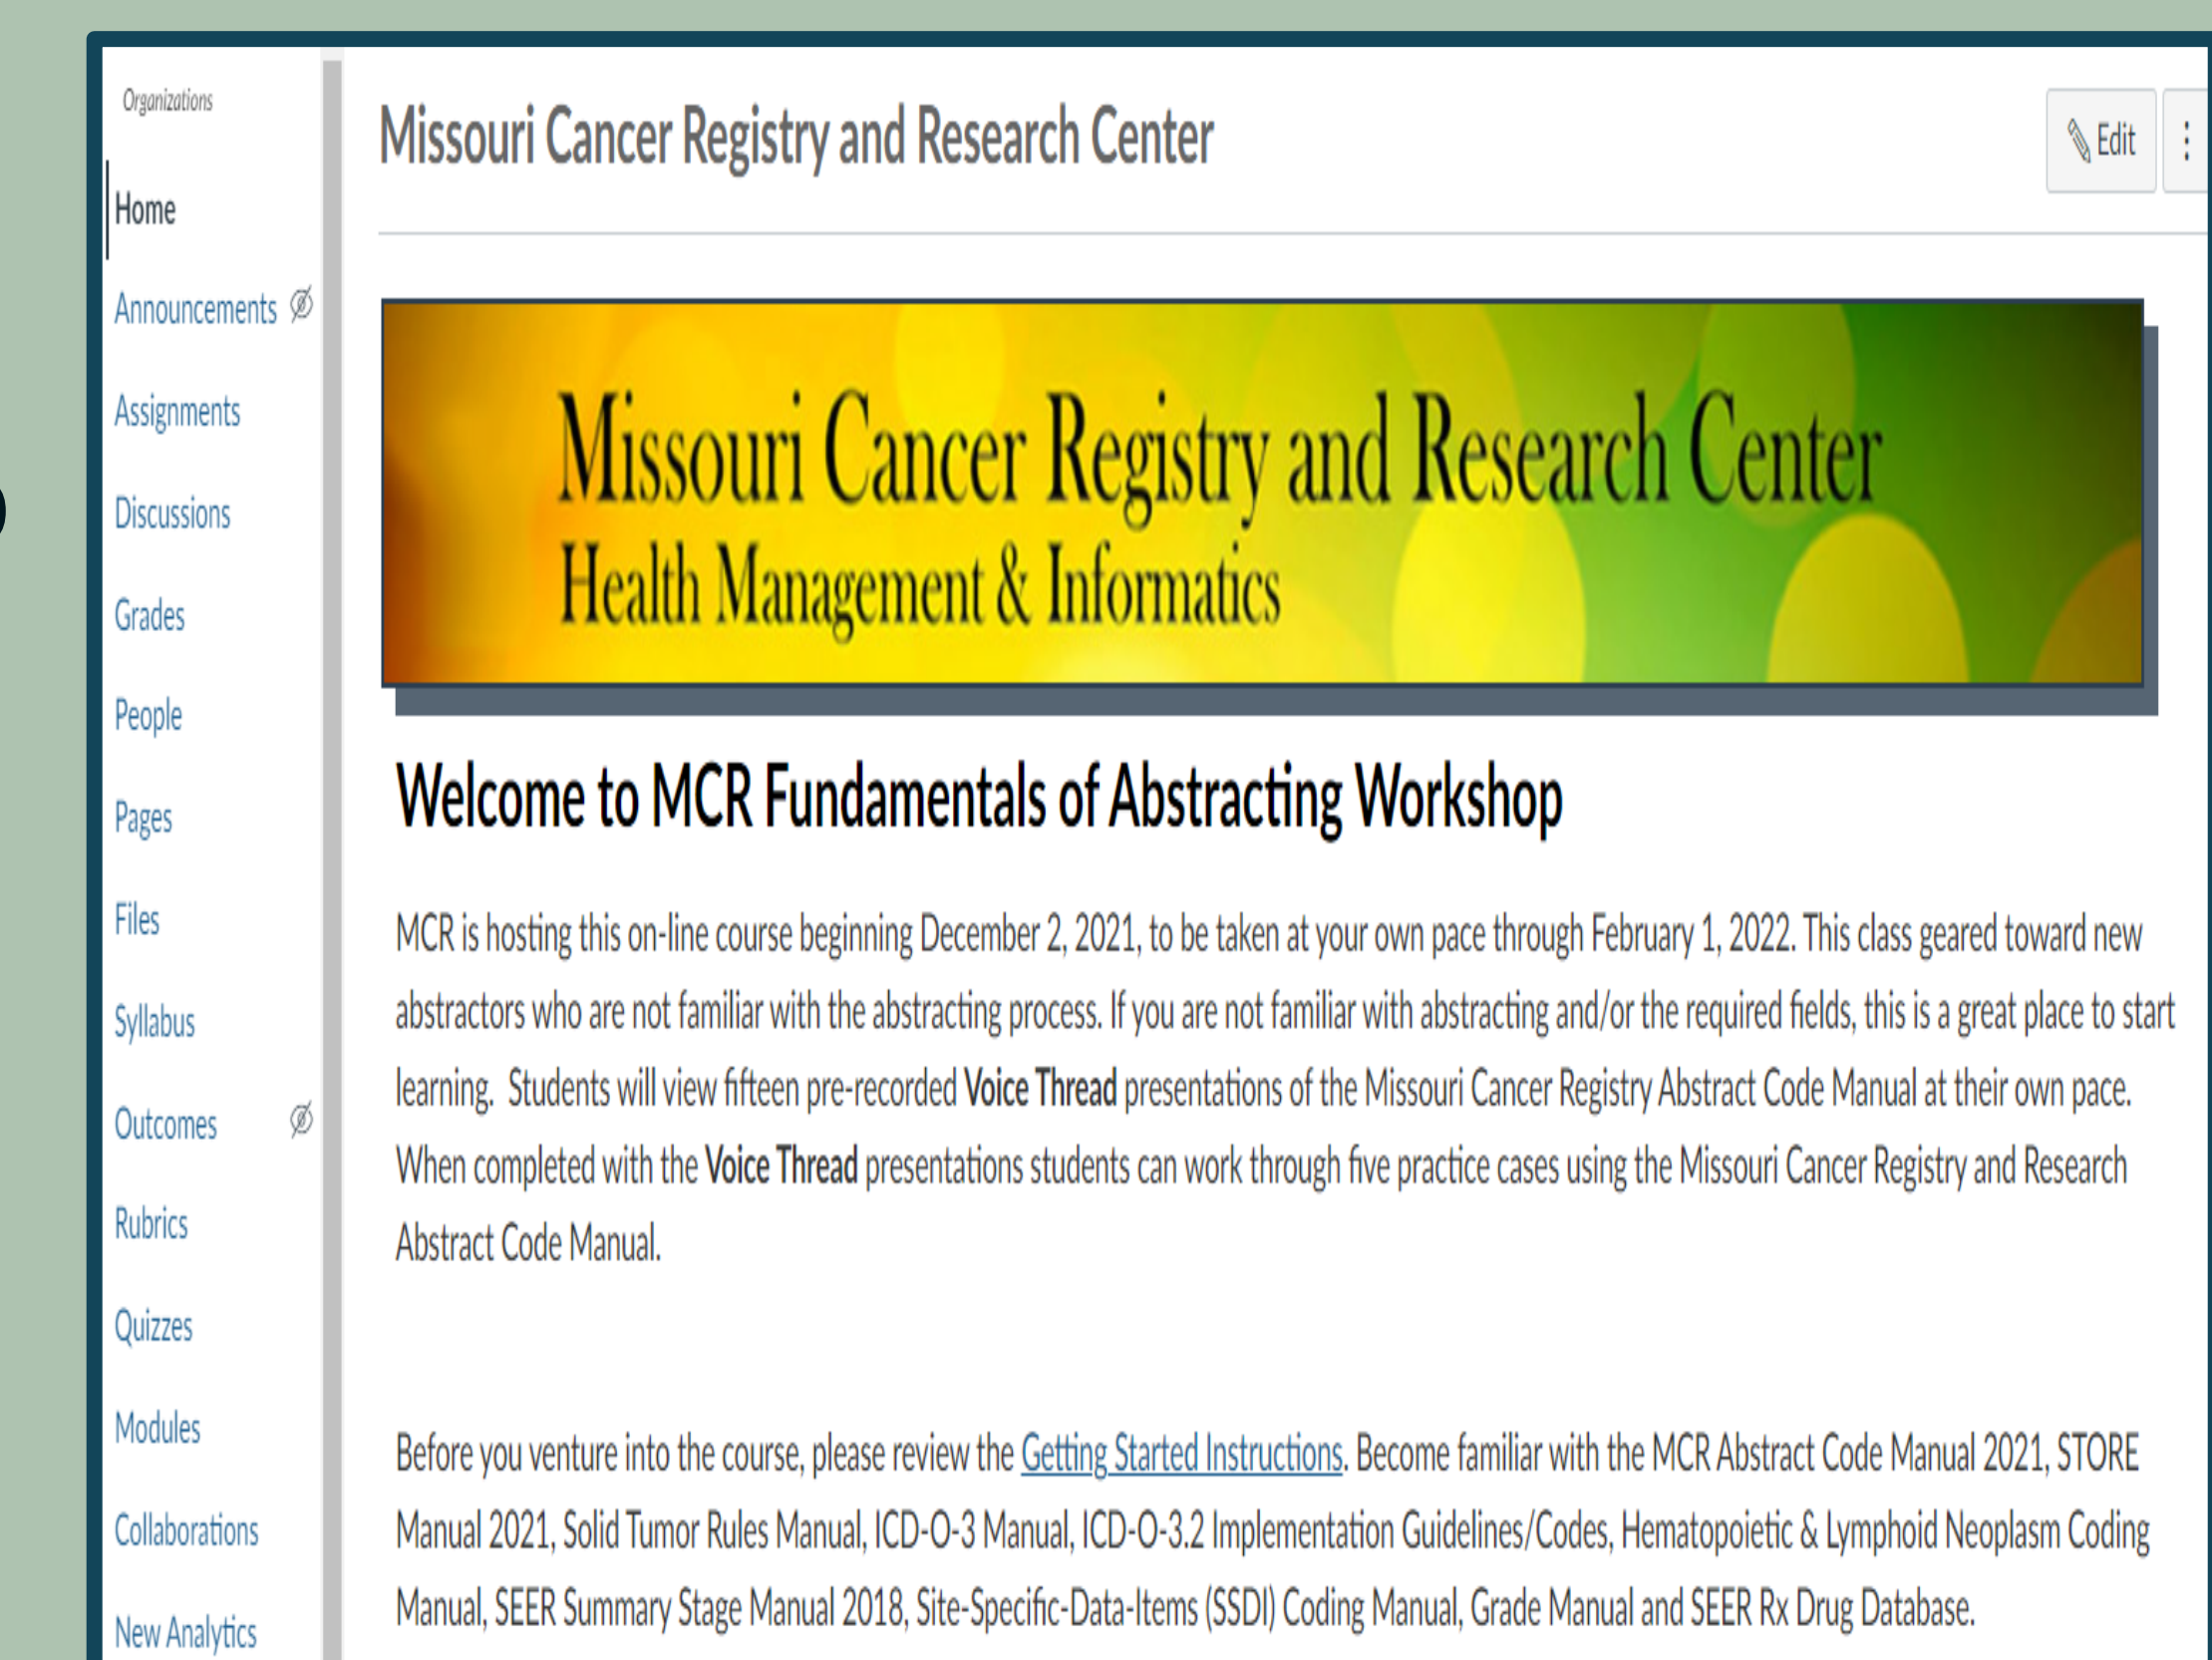 Organizations
Home
Announcements
Assignments
Discussions
Grades
People
Pages
Files
Syllabus
Outcomes
Rubrics
Quizzes
Modules
Collaborations
New Analytics
Missouri Cancer Registry and Research Center
Edit
Missouri Cancer Registry and Research Center
Health Management & Informatics
Welcome to MCR Fundamentals of Abstracting Workshop
MCR is hosting this on-line course beginning December 2, 2021, to be taken at your own pace through February 1, 2022. This class geared toward new
abstractors who are not familiar with the abstracting process. If you are not familiar with abstracting and/or the required fields, this is a great place to start
learning. Students will view fifteen pre-recorded Voice Thread presentations of the Missouri Cancer Registry Abstract Code Manual at their own pace.
When completed with the Voice Thread presentations students can work through five practice cases using the Missouri Cancer Registry and Research
Abstract Code Manual.
Before you venture into the course, please review the Getting Started Instructions. Become familiar with the MCR Abstract Code Manual 2021, STORE
Manual 2021, Solid Tumor Rules Manual, ICD-O-3 Manual, ICD-O-3.2 Implementation Guidelines/Codes, Hematopoietic & Lymphoid Neoplasm Coding
Manual, SEER Summary Stage Manual 2018, Site-Specific-Data-Items (SSDI) Coding Manual, Grade Manual and SEER Rx Drug Database.